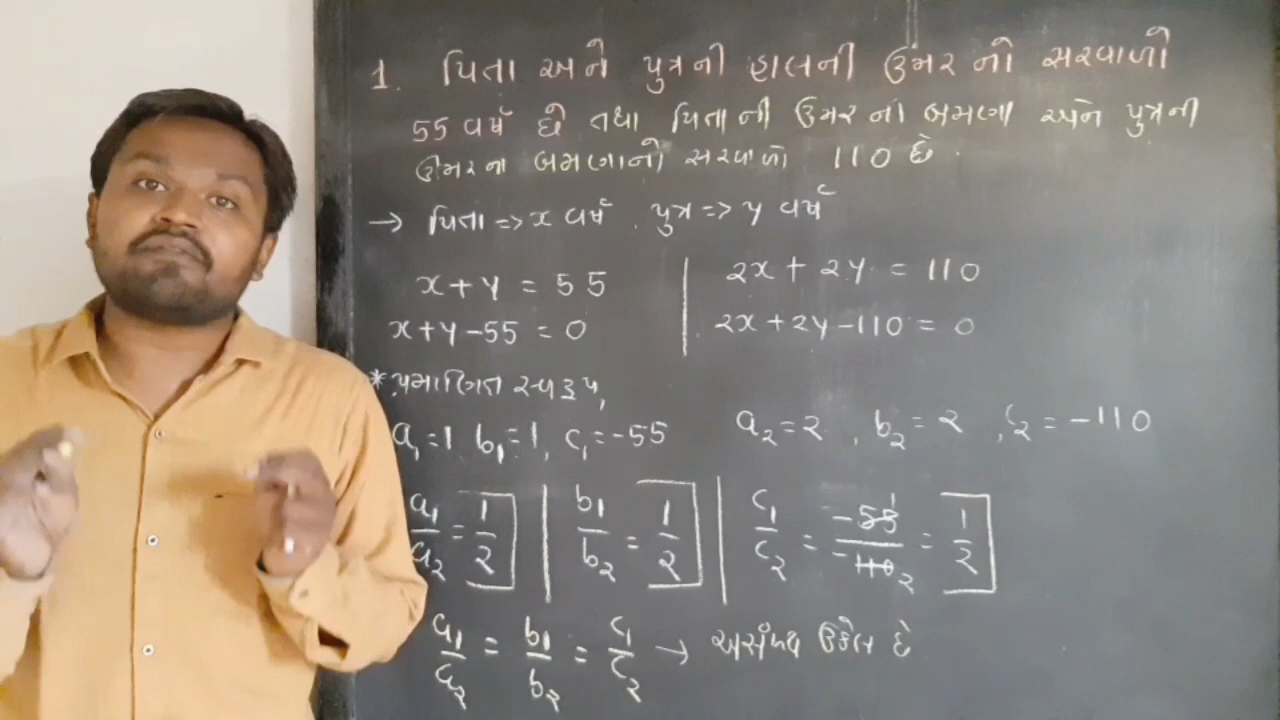 1. પિતા અને પુત્રની હાલની ઉંમર નો સરવાળો
55 વર્ષ છે તથા પિતાની ઉંમરના બમણા અને પુત્રની
ઉંમરના બમણાનો સરવાળો 110 છે.
→ પિતા => x વર્ષ . પુત્ર => y વર્ષ
x + y = 55 | 2x + 2y = 110
x + y - 55 = 0 | 2x + 2y - 110 = 0
* પ્રમાણિત સ્વરૂપ,
a₁ = 1, b₁ = 1, c₁ = -55 a₂ = 2, b₂ = 2, c₂ = -110
a₁/a₂ = 1/2 | b₁/b₂ = 1/2 | c₁/c₂ = -55/-110 = 1/2
a₁/a₂ = b₁/b₂ = c₁/c₂ → અસંખ્ય ઉકેલ છે